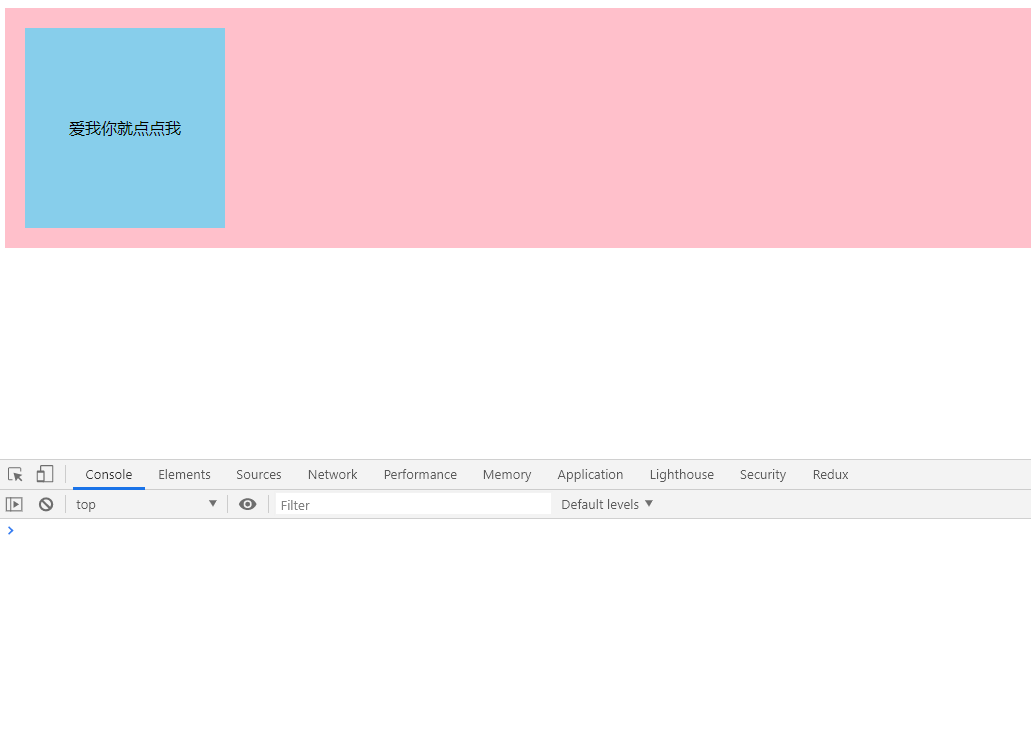 爱我你就点点我
Console Elements Sources Network Performance Memory Application Lighthouse Security Redux
top Filter Default levels